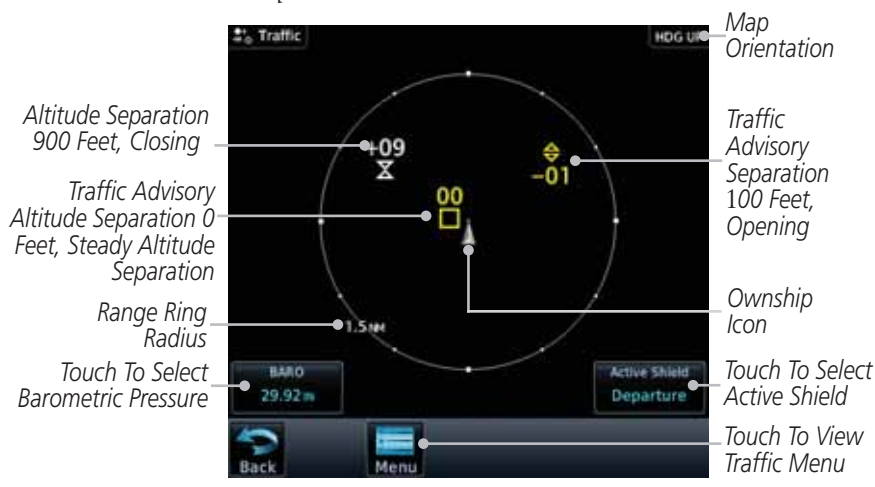 Traffic
HDG UP
Map
Orientation
Altitude Separation
900 Feet, Closing
+09
-01
Traffic
Advisory
Separation
100 Feet,
Opening
Traffic Advisory
Altitude Separation 0
Feet, Steady Altitude
Separation
00
Range Ring
Radius
1.5NM
Ownship
Icon
Touch To Select
Barometric Pressure
BARO
29.92 IN
Active Shield
Departure
Touch To Select
Active Shield
Back
Menu
Touch To View
Traffic Menu